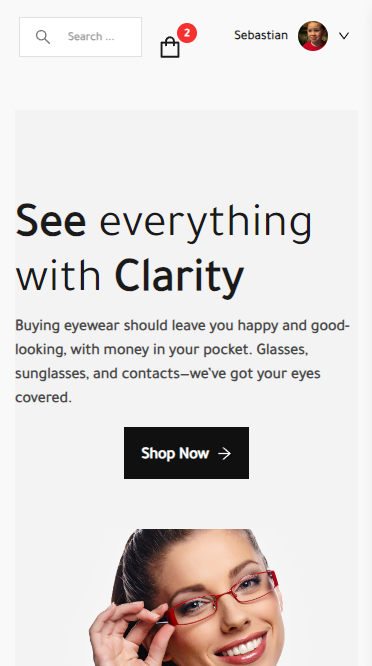 Search ...
2
Sebastian
See everything
with Clarity
Buying eyewear should leave you happy and good-
looking, with money in your pocket. Glasses,
sunglasses, and contacts—we've got your eyes
covered.
Shop Now